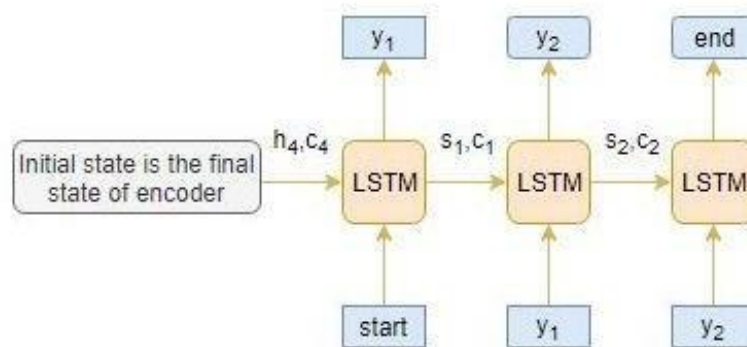 y₁ y₂ end
h₄,c₄ s₁,c₁ s₂,c₂
Initial state is the final
state of encoder
LSTM LSTM LSTM
start y₁ y₂